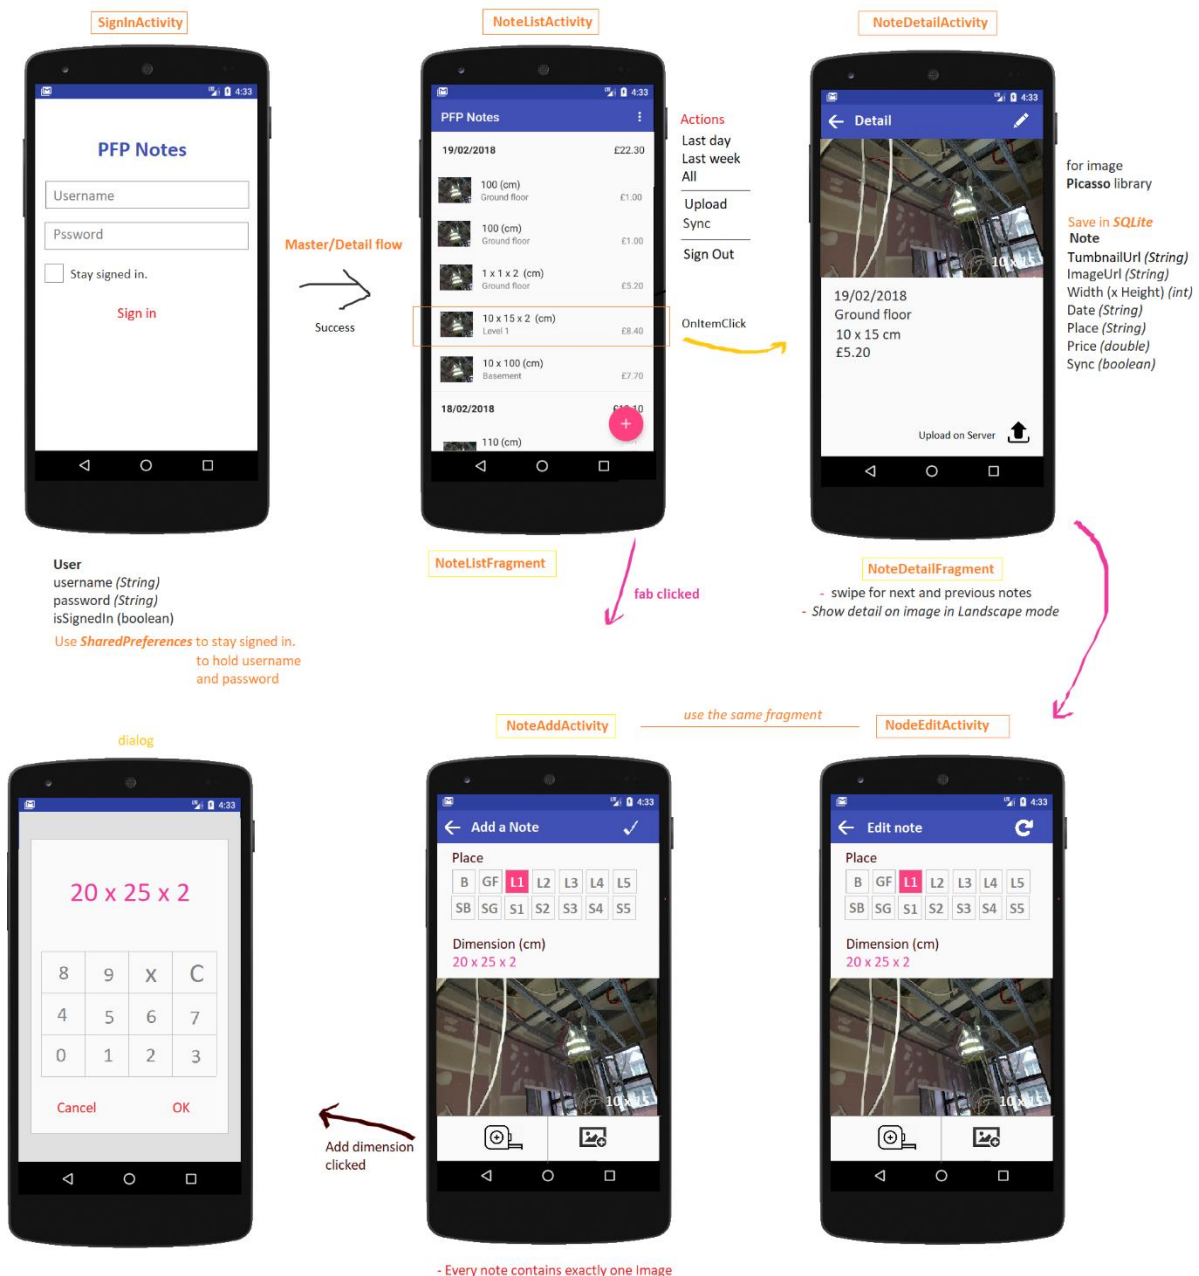 SignInActivity
4:33
PFP Notes
Username
Pssword
Stay signed in.
Sign in
User
username (String)
password (String)
isSignedIn (boolean)
Use SharedPreferences to stay signed in.
to hold username
and password
Master/Detail flow
Success
NoteListActivity
4:33
PFP Notes
19/02/2018 £22.30
100 (cm)
Ground floor £1.00
100 (cm)
Ground floor £1.00
1 x 1 x 2 (cm)
Ground floor £5.20
10 x 15 x 2 (cm)
Level 1 £8.40
10 x 100 (cm)
Basement £7.70
18/02/2018
110 (cm)
+
NoteListFragment
fab clicked
Actions
Last day
Last week
All
Upload
Sync
Sign Out
OnItemClick
NoteDetailActivity
4:33
Detail
10 x 15
19/02/2018
Ground floor
10 x 15 cm
£5.20
Upload on Server
for image
Picasso library
Save in SQLite
Note
TumbnailUrl (String)
ImageUrl (String)
Width (x Height) (int)
Date (String)
Place (String)
Price (double)
Sync (boolean)
NoteDetailFragment
- swipe for next and previous notes
- Show detail on image in Landscape mode
dialog
4:33
20 x 25 x 2
8 9 x C
4 5 6 7
0 1 2 3
Cancel OK
Add dimension
clicked
NoteAddActivity
use the same fragment
NodeEditActivity
4:33
Add a Note
Place
B GF L1 L2 L3 L4 L5
SB SG S1 S2 S3 S4 S5
Dimension (cm)
20 x 25 x 2
10 x 15
- Every note contains exactly one Image
4:33
Edit note
Place
B GF L1 L2 L3 L4 L5
SB SG S1 S2 S3 S4 S5
Dimension (cm)
20 x 25 x 2
10 x 15